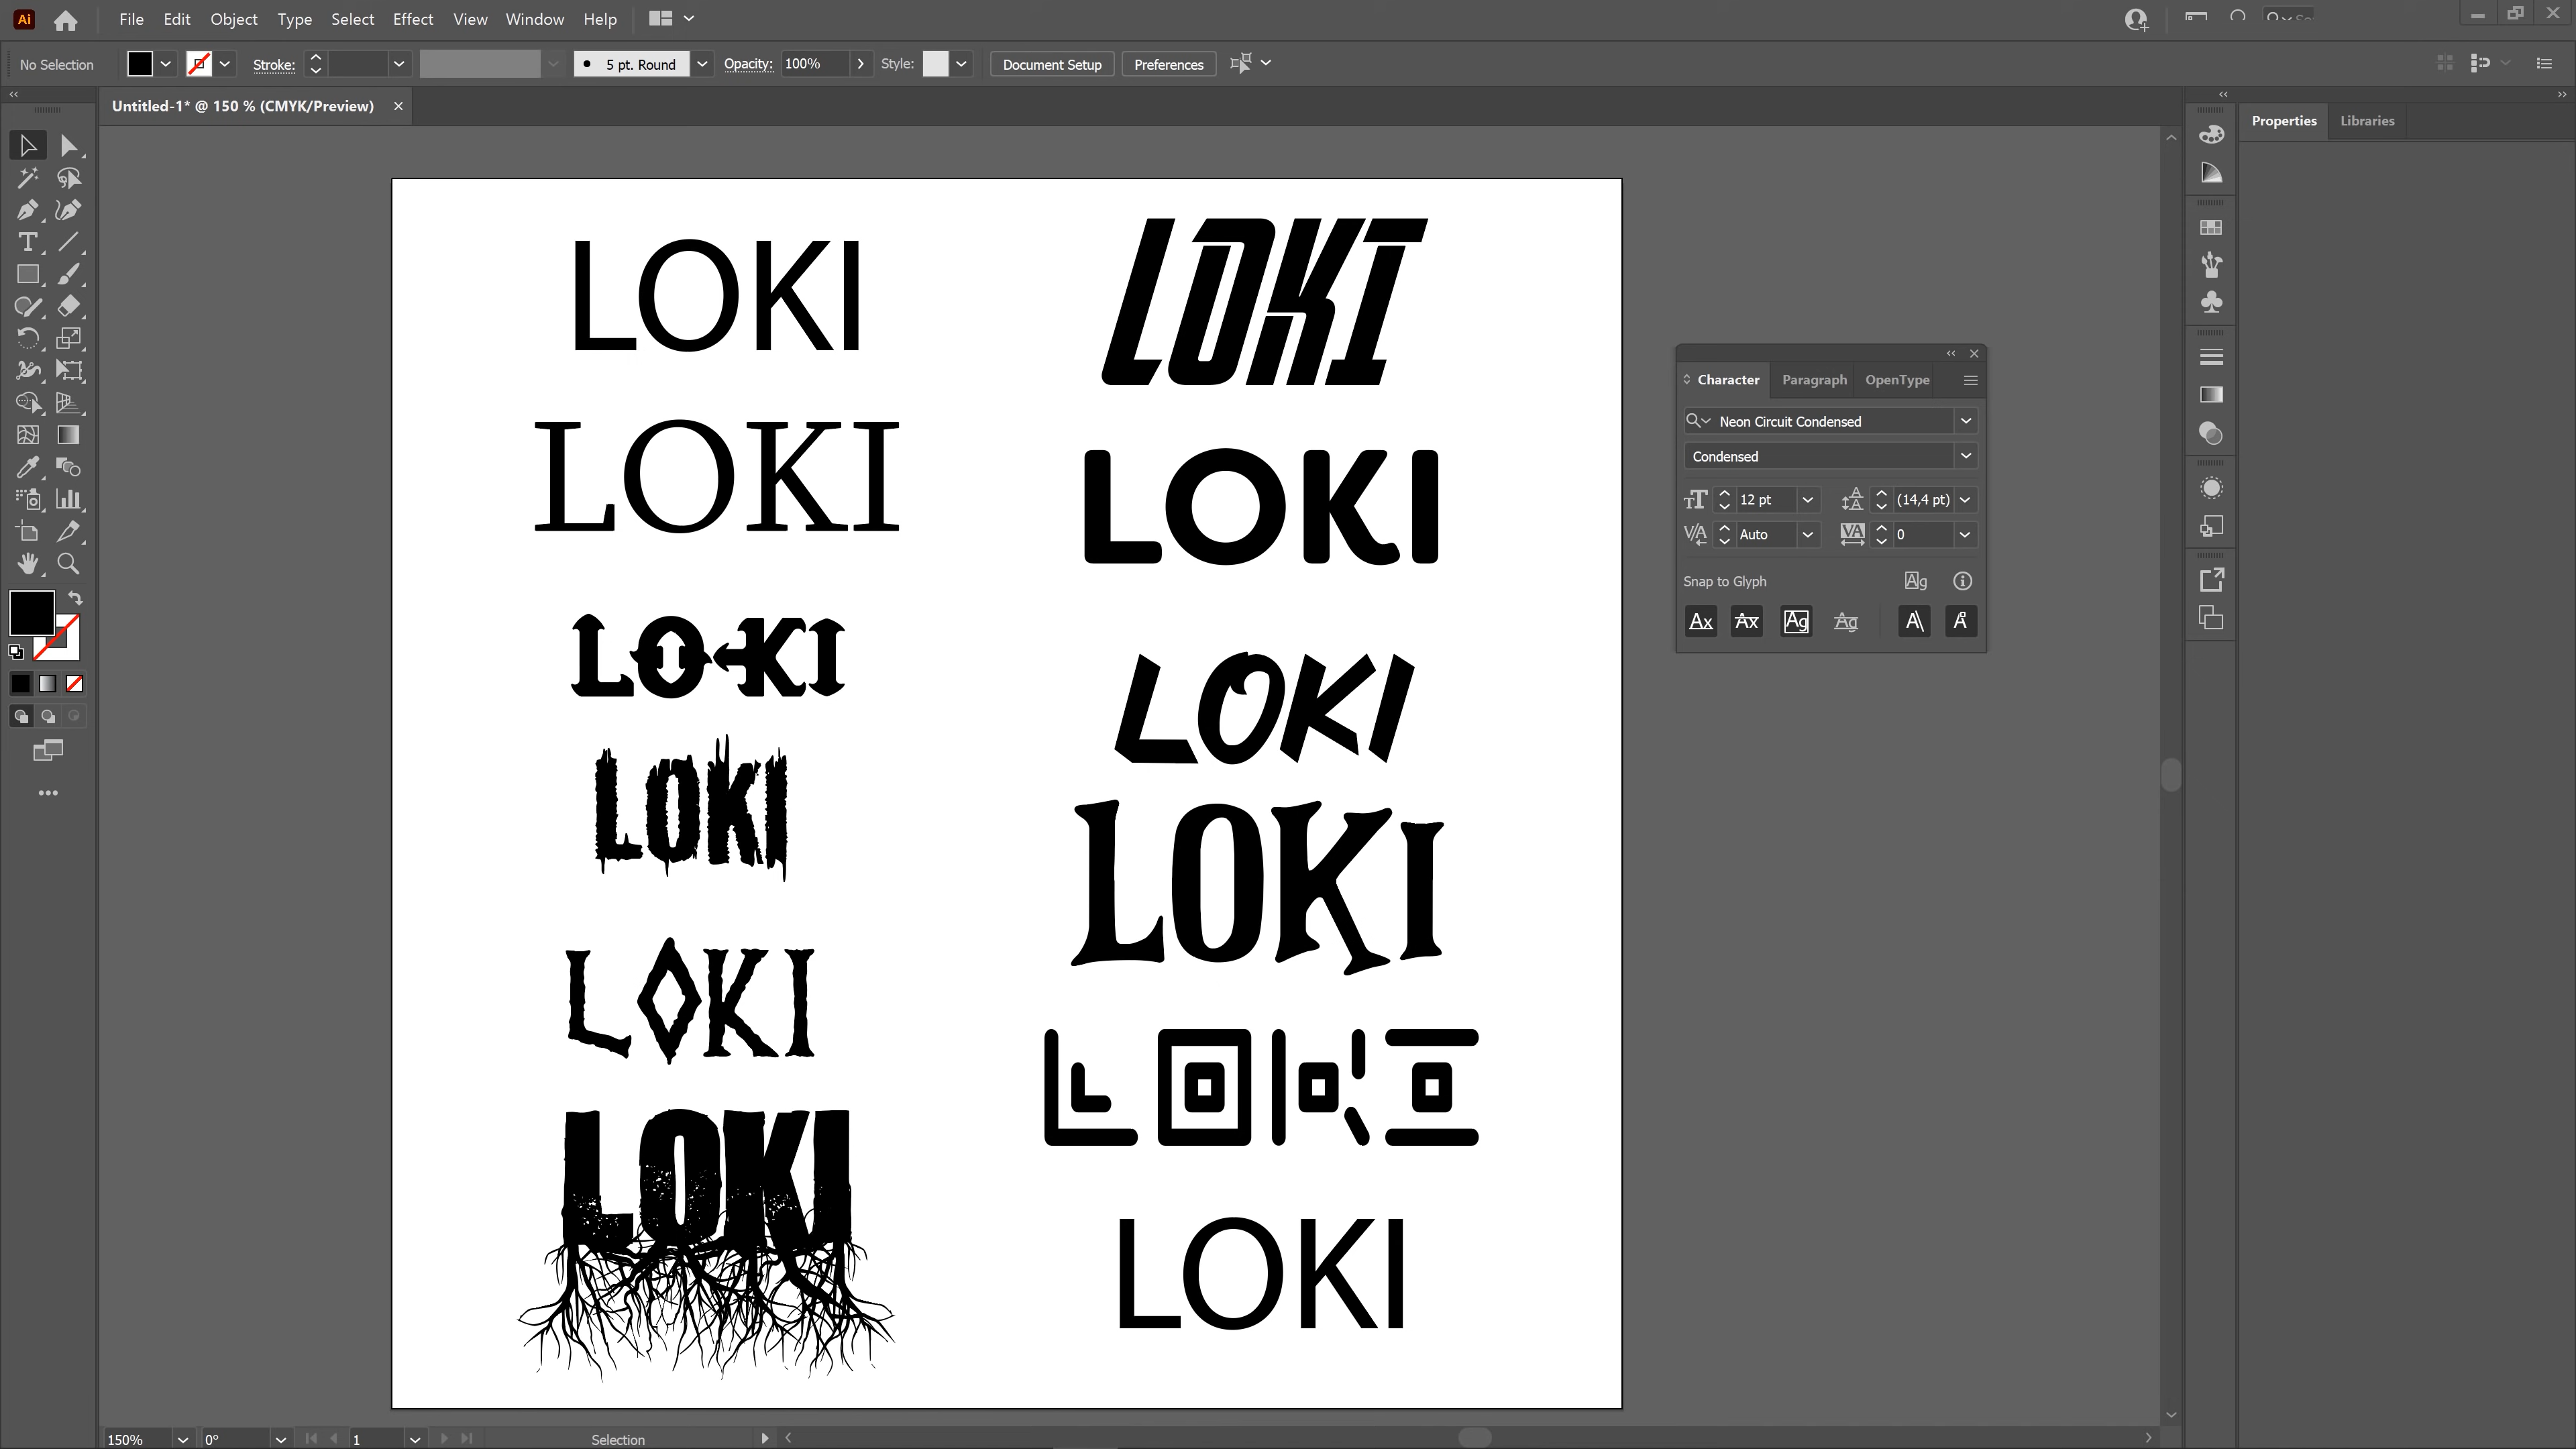 Ai File Edit Object Type Select Effect View Window Help
No Selection Stroke: 5 pt. Round Opacity: 100% Style: Document Setup Preferences
Untitled-1* @ 150 % (CMYK/Preview)
Properties Libraries
LOKI
LOKI
LOKI
LOKI
LOKI
LOKI
LOKI
LOKI
LOKI
LOKI
LOKI
LOKI
Character Paragraph OpenType
Neon Circuit Condensed
Condensed
12 pt (14,4 pt)
Auto 0
Snap to Glyph
150% 0° 1 Selection